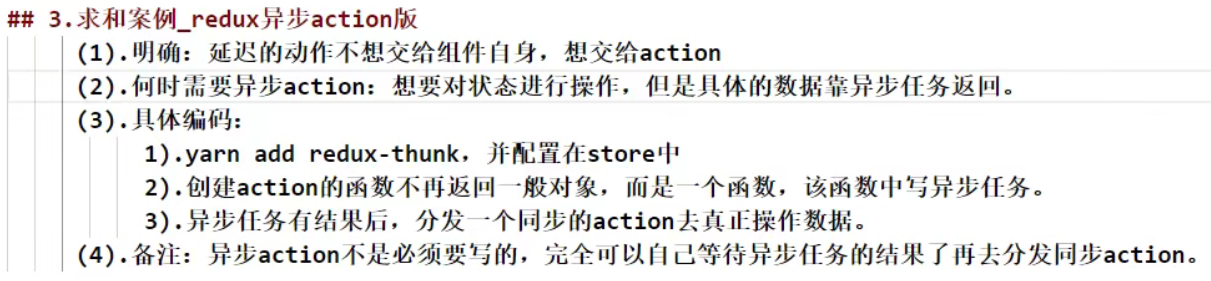 ## 3.求和案例_redux异步action版
(1).明确：延迟的动作不想交给组件自身，想交给action
(2).何时需要异步action：想要对状态进行操作，但是具体的数据靠异步任务返回。
(3).具体编码：
1).yarn add redux-thunk，并配置在store中
2).创建action的函数不再返回一般对象，而是一个函数，该函数中写异步任务。
3).异步任务有结果后，分发一个同步的action去真正操作数据。
(4).备注：异步action不是必须要写的，完全可以自己等待异步任务的结果了再去分发同步action。